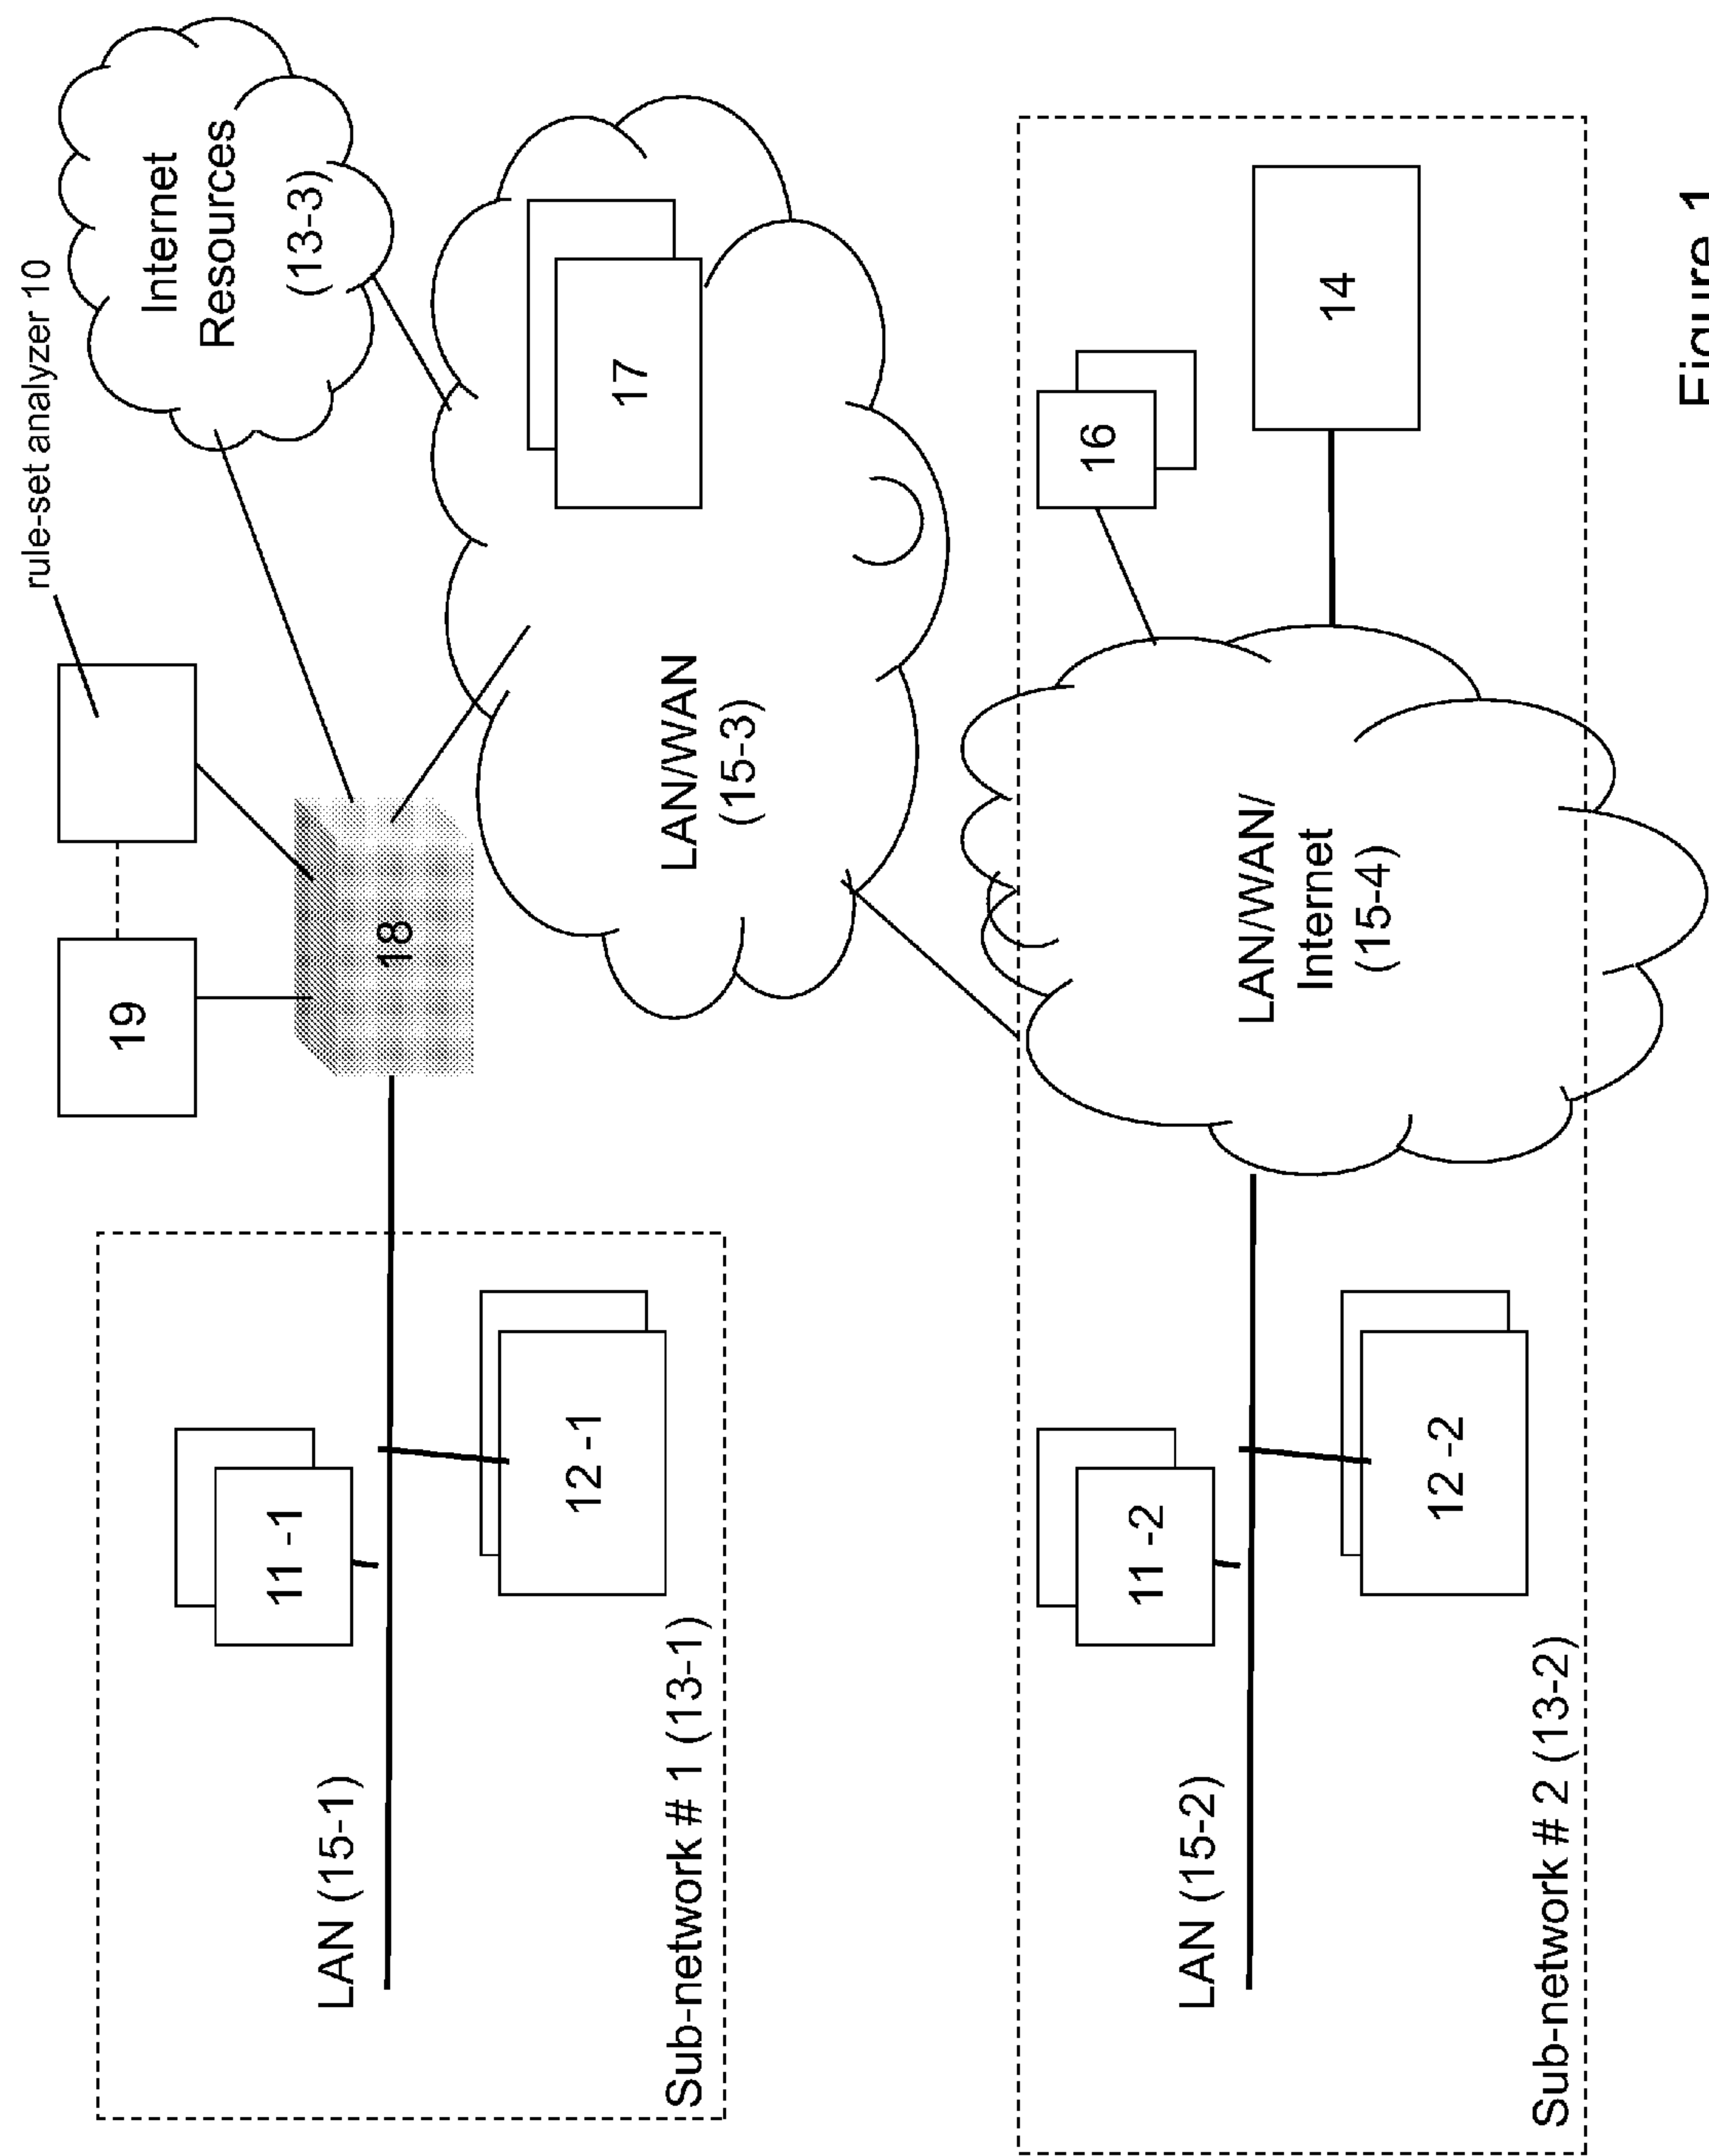 rule-set analyzer 10
Internet
Resources
(13-3)
19
18
17
LAN/WAN
(15-3)
11 -1
12 -1
LAN (15-1)
Sub-network # 1 (13-1)
16
14
LAN/WAN/
Internet
(15-4)
11 -2
12 -2
LAN (15-2)
Sub-network # 2 (13-2)
Figure 1